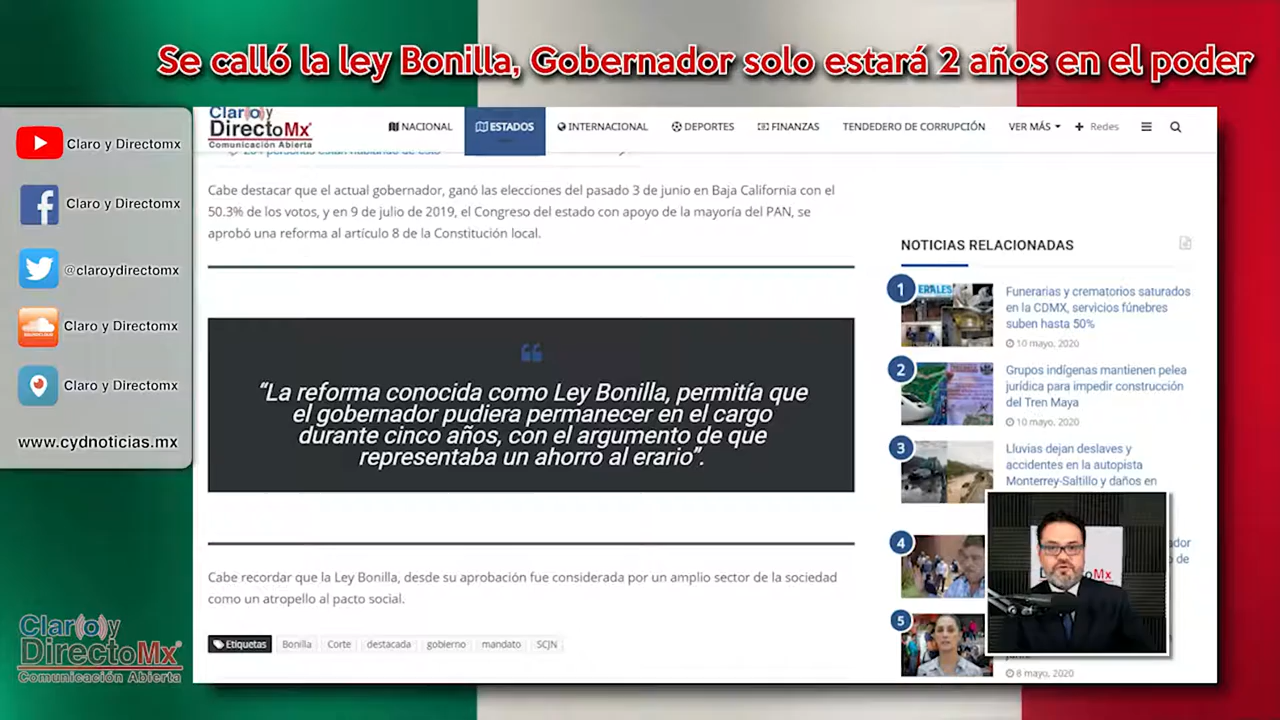 Se calló la ley Bonilla, Gobernador solo estará 2 años en el poder
Claro y Directomx
Claro y Directomx
@claroydirectomx
Claro y Directomx
Claro y Directomx
www.cydnoticias.mx
Claro y
DirectoMx
Comunicación Abierta
Claro y
DirectoMx
Comunicación Abierta
NACIONAL
ESTADOS
INTERNACIONAL
DEPORTES
FINANZAS
TENDEDERO DE CORRUPCIÓN
VER MÁS
Redes
personas están hablando de esto
Cabe destacar que el actual gobernador, ganó las elecciones del pasado 3 de junio en Baja California con el
50.3% de los votos, y en 9 de julio de 2019, el Congreso del estado con apoyo de la mayoría del PAN, se
aprobó una reforma al artículo 8 de la Constitución local.
“La reforma conocida como Ley Bonilla, permitía que
el gobernador pudiera permanecer en el cargo
durante cinco años, con el argumento de que
representaba un ahorro al erario”.
Cabe recordar que la Ley Bonilla, desde su aprobación fue considerada por un amplio sector de la sociedad
como un atropello al pacto social.
Etiquetas
Bonilla
Corte
destacada
gobierno
mandato
SCJN
NOTICIAS RELACIONADAS
1
ERALES
Funerarias y crematorios saturados
en la CDMX, servicios fúnebres
suben hasta 50%
10 mayo, 2020
2
Grupos indígenas mantienen pelea
jurídica para impedir construcción
del Tren Maya
10 mayo, 2020
3
Lluvias dejan deslaves y
accidentes en la autopista
Monterrey-Saltillo y daños en
4
ador
de
5
8 mayo, 2020